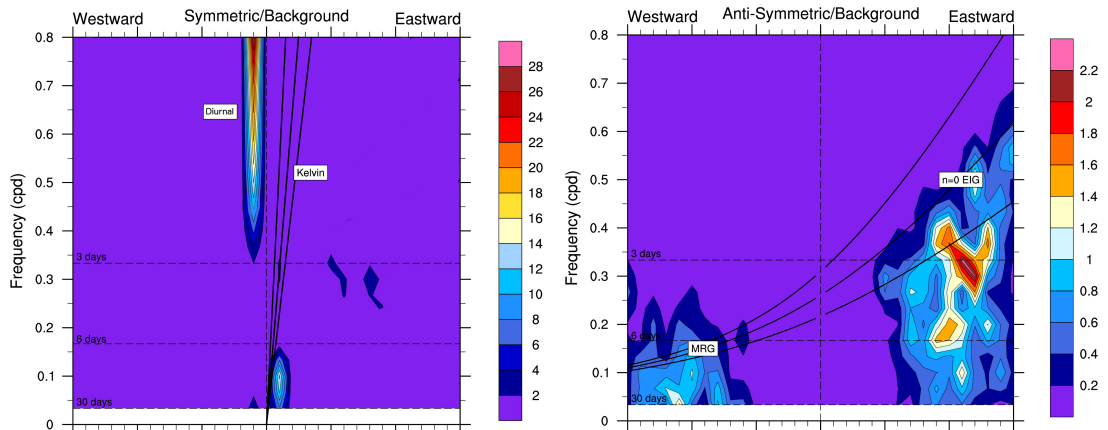 Westward
Symmetric/Background
Eastward
0.8
0.7
0.6
0.5
0.4
0.3
0.2
0.1
0
Frequency (cpd)
Diurnal
Kelvin
3 days
6 days
30 days
28
26
24
22
20
18
16
14
12
10
8
6
4
2
Westward
Anti-Symmetric/Background
Eastward
0.8
0.7
0.6
0.5
0.4
0.3
0.2
0.1
0
Frequency (cpd)
n=0 EIG
3 days
6 days
MRG
30 days
2.2
2
1.8
1.6
1.4
1.2
1
0.8
0.6
0.4
0.2